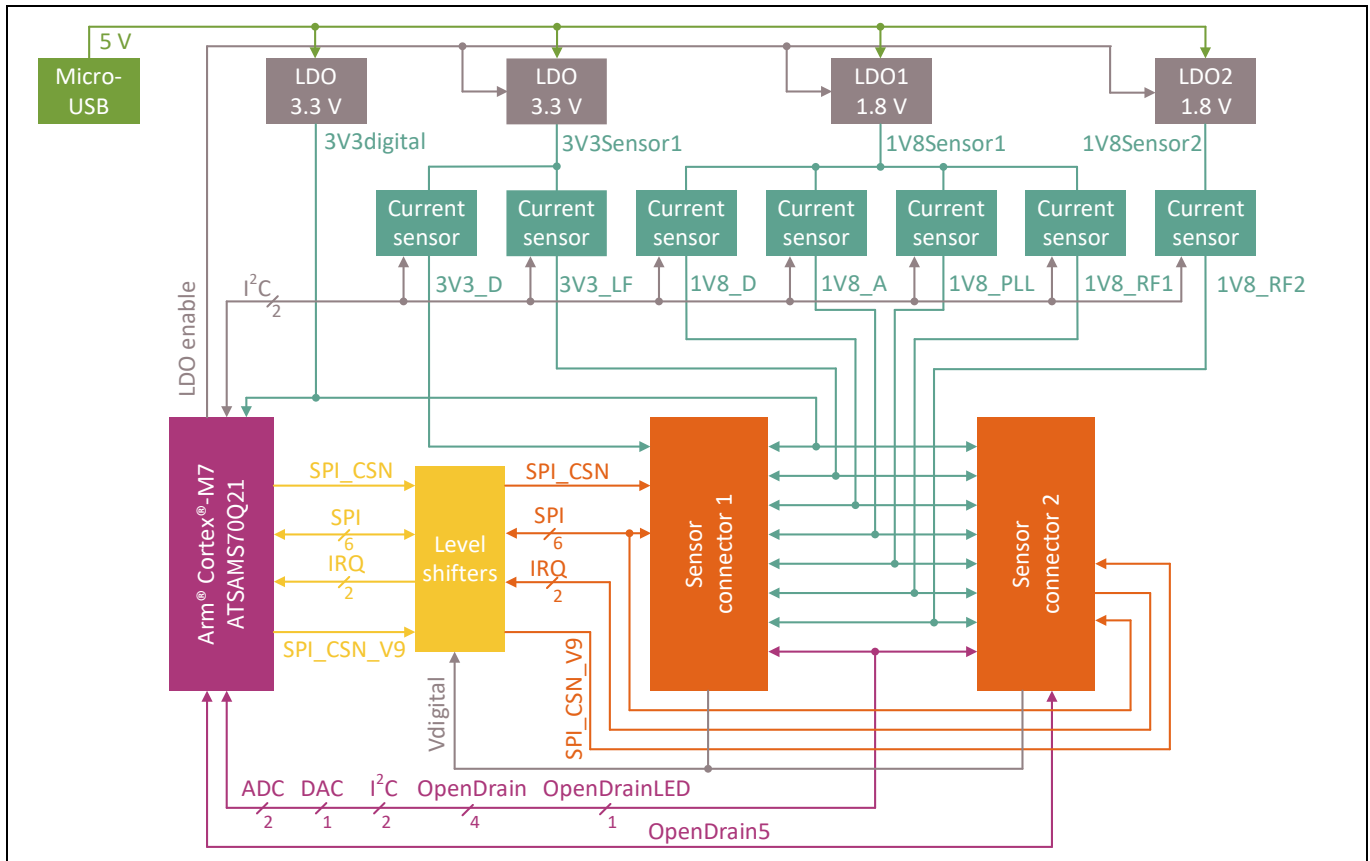 5 V
Micro-
USB
LDO
3.3 V
LDO
3.3 V
LDO1
1.8 V
LDO2
1.8 V
3V3digital
3V3Sensor1
1V8Sensor1
1V8Sensor2
Current
sensor
Current
sensor
Current
sensor
Current
sensor
Current
sensor
Current
sensor
Current
sensor
LDO enable
I²C
2
3V3_D
3V3_LF
1V8_D
1V8_A
1V8_PLL
1V8_RF1
1V8_RF2
Arm® Cortex®-M7
ATSAMS70Q21
SPI_CSN
SPI
6
IRQ
2
SPI_CSN_V9
Level
shifters
SPI_CSN
SPI
6
IRQ
2
SPI_CSN_V9
Sensor
connector 1
Sensor
connector 2
Vdigital
ADC
2
DAC
1
I²C
2
OpenDrain
4
OpenDrainLED
1
OpenDrain5